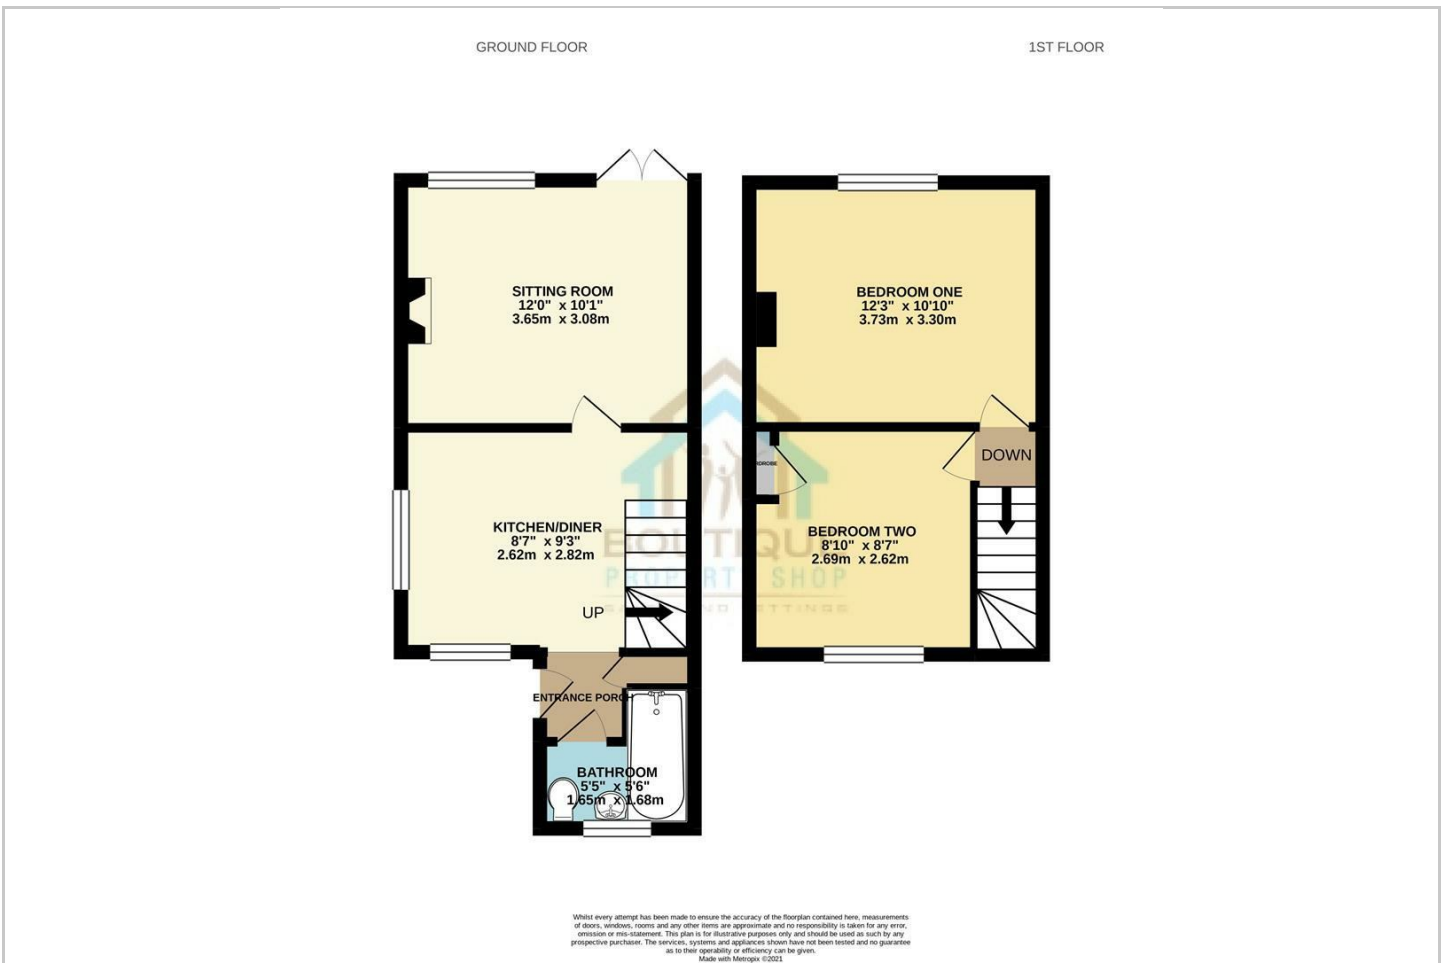 GROUND FLOOR
1ST FLOOR
SITTING ROOM
12'0" x 10'1"
3.65m x 3.08m
BEDROOM ONE
12'3" x 10'10"
3.73m x 3.30m
DOWN
KITCHEN/DINER
8'7" x 9'3"
2.62m x 2.82m
BEDROOM TWO
8'10" x 8'7"
2.69m x 2.62m
BOUTIQUE
PROPERTY SHOP
UP
ENTRANCE PORCH
BATHROOM
5'5" x 5'6"
1.65m x 1.68m
Whilst every attempt has been made to ensure the accuracy of the floorplan contained here, measurements
of doors, windows, rooms and any other items are approximate and no responsibility is taken for any error,
omission or mis-statement. This plan is for illustrative purposes only and should be used as such by any
prospective purchaser. The services, systems and appliances shown have not been tested and no guarantee
as to their operability or efficiency can be given.
Made with Metropix ©2021